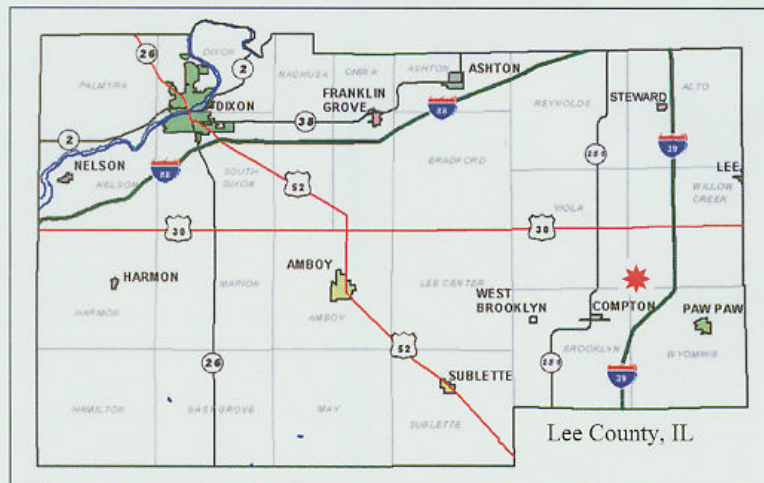 26
DIXON
2
PALMYRA
NACHUSA
CHINA
ASHTON
ASHTON
ALTO
DIXON
FRANKLIN
GROVE
REYNOLDS
STEWARD
38
88
2
39
NELSON
88
NELSON
SOUTH
DIXON
52
BRADFORD
251
LEE
WILLOW
CREEK
VIOLA
30
30
HARMON
HARMON
MARION
AMBOY
AMBOY
LEE CENTER
WEST
BROOKLYN
COMPTON
PAW PAW
BROOKLYN
WYOMING
52
26
251
39
SUBLETTE
HAMILTON
EAST GROVE
MAY
SUBLETTE
Lee County, IL